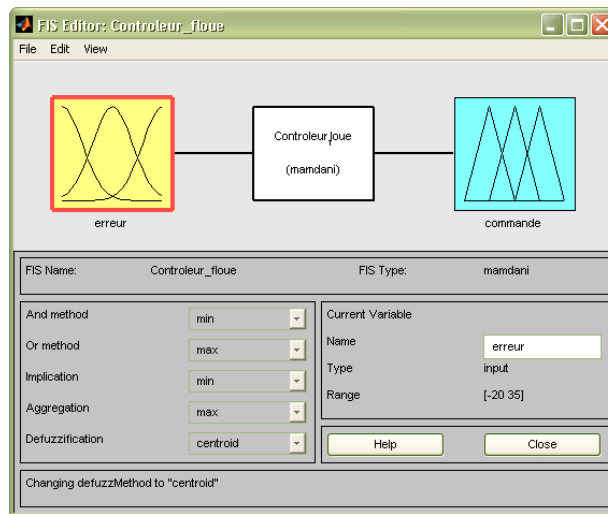 FIS Editor: Controleur_floue
File Edit View
Controleurfloue
(mamdani)
erreur
commande
FIS Name: Controleur_floue FIS Type: mamdani
And method min
Or method max
Implication min
Aggregation max
Defuzzification centroid
Current Variable
Name erreur
Type input
Range [-20 35]
Help Close
Changing defuzzMethod to "centroid"